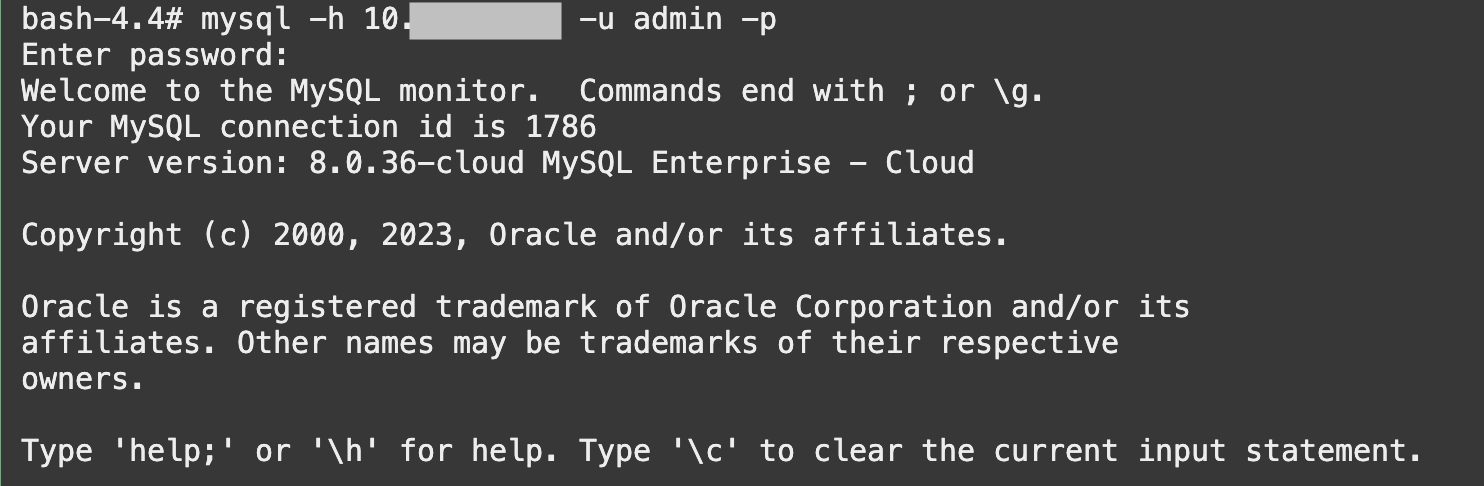 bash-4.4# mysql -h 10. -u admin -p
Enter password:
Welcome to the MySQL monitor.  Commands end with ; or \g.
Your MySQL connection id is 1786
Server version: 8.0.36-cloud MySQL Enterprise - Cloud

Copyright (c) 2000, 2023, Oracle and/or its affiliates.

Oracle is a registered trademark of Oracle Corporation and/or its
affiliates. Other names may be trademarks of their respective
owners.

Type 'help;' or '\h' for help. Type '\c' to clear the current input statement.